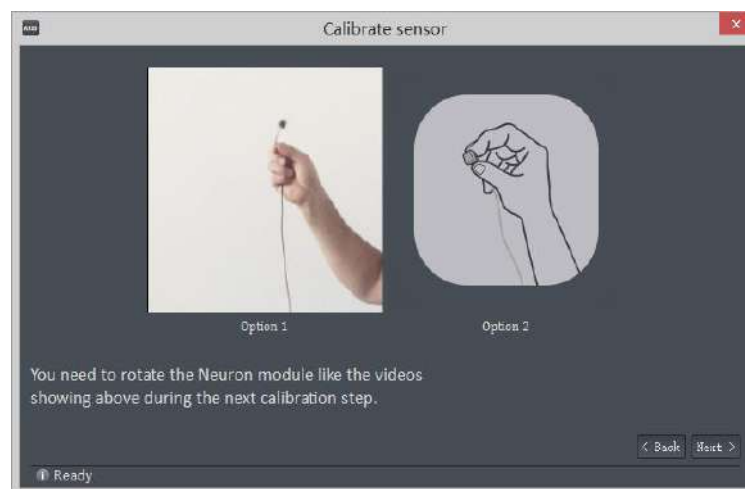 Calibrate sensor
Option 1
Option 2
You need to rotate the Neuron module like the videos
showing above during the next calibration step.
< Back
Next >
Ready